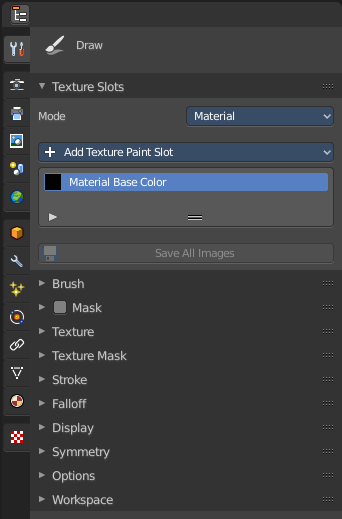 Draw
Texture Slots
Mode Material
Add Texture Paint Slot
Material Base Color
Save All Images
Brush
Mask
Texture
Texture Mask
Stroke
Falloff
Display
Symmetry
Options
Workspace